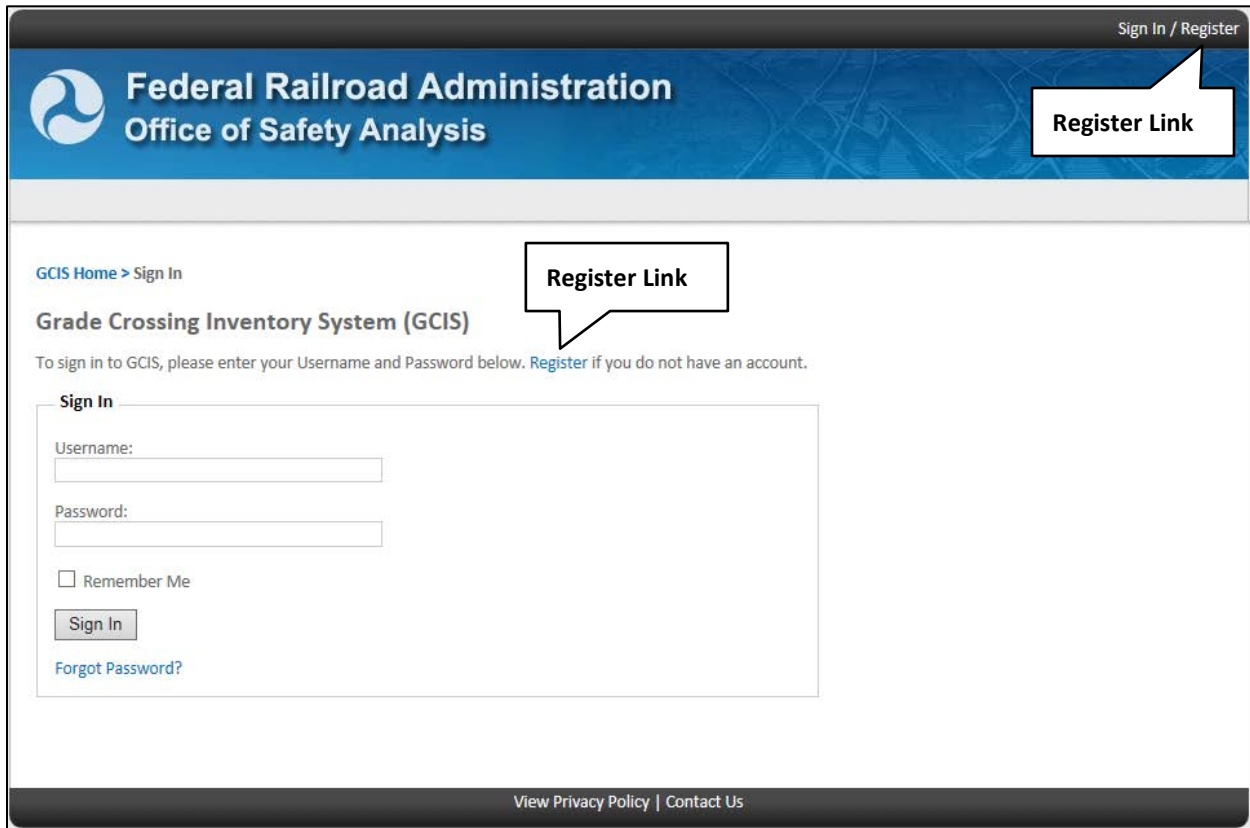 Sign In / Register
Federal Railroad Administration
Office of Safety Analysis
Register Link
GCIS Home > Sign In
Register Link
Grade Crossing Inventory System (GCIS)
To sign in to GCIS, please enter your Username and Password below. Register if you do not have an account.
Sign In
Username:
Password:
Remember Me
Sign In
Forgot Password?
View Privacy Policy | Contact Us